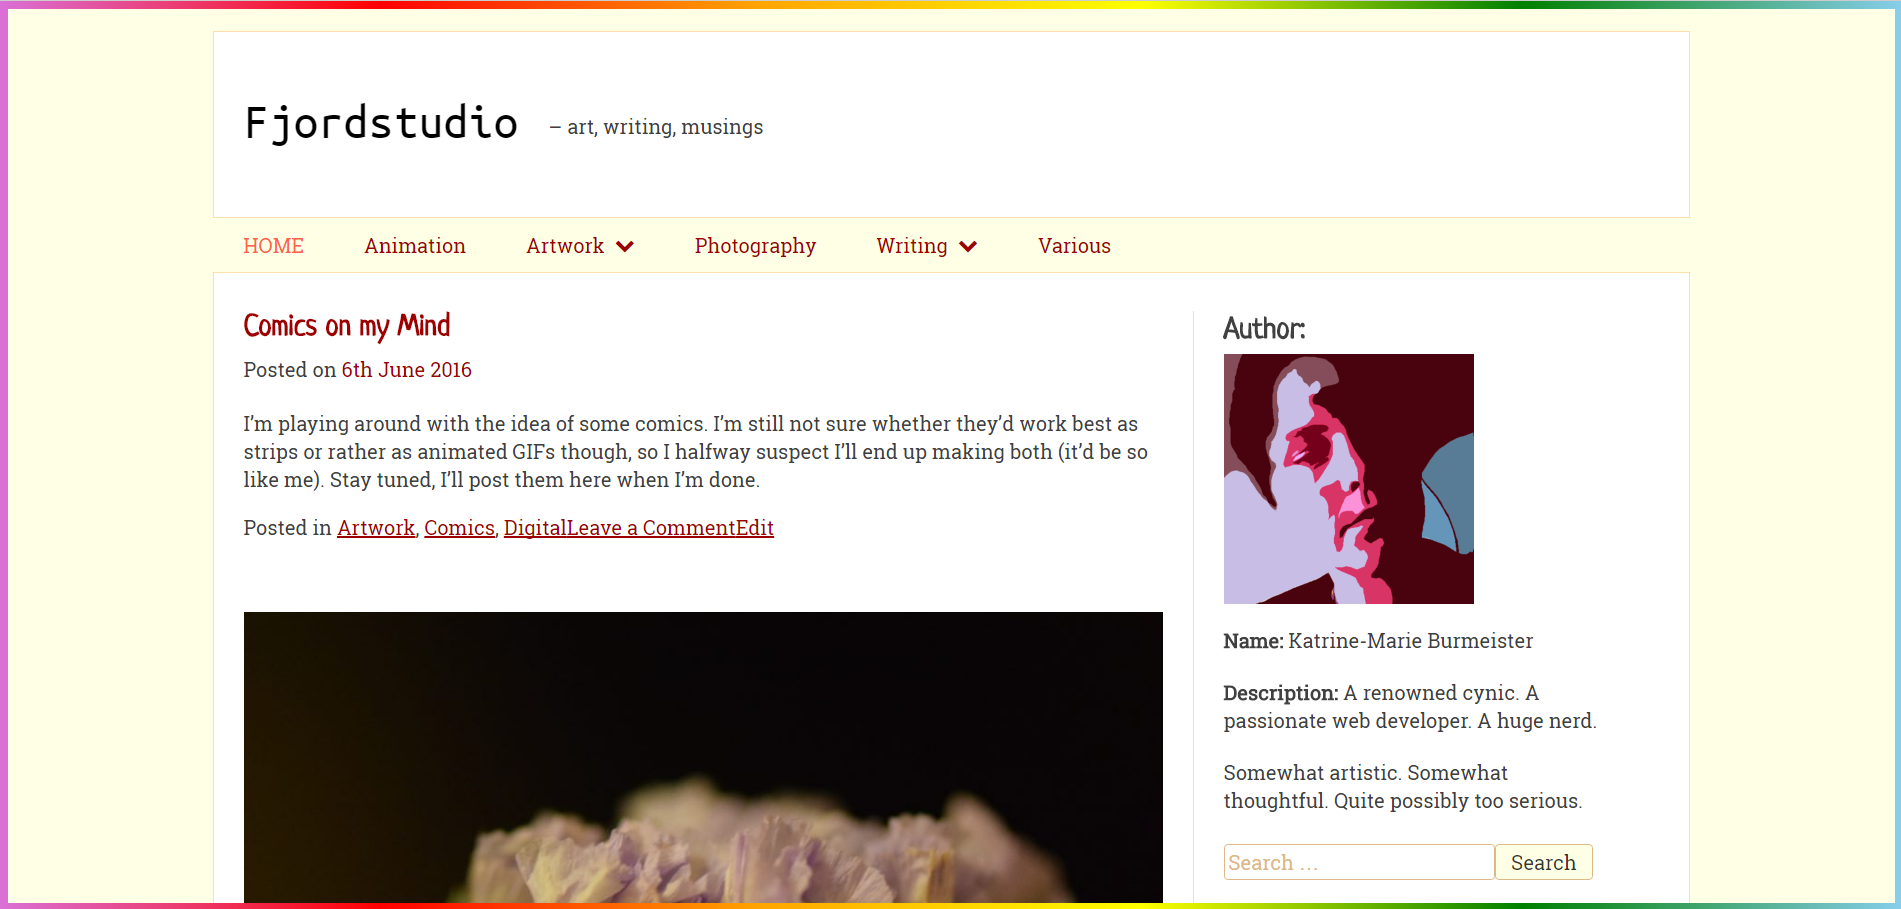 Fjordstudio – art, writing, musings
HOME Animation Artwork Photography Writing Various
Comics on my Mind
Posted on 6th June 2016
I’m playing around with the idea of some comics. I’m still not sure whether they’d work best as
strips or rather as animated GIFs though, so I halfway suspect I’ll end up making both (it’d be so
like me). Stay tuned, I’ll post them here when I’m done.
Posted in Artwork, Comics, DigitalLeave a CommentEdit
Author:
Name: Katrine-Marie Burmeister
Description: A renowned cynic. A
passionate web developer. A huge nerd.
Somewhat artistic. Somewhat
thoughtful. Quite possibly too serious.
Search … Search